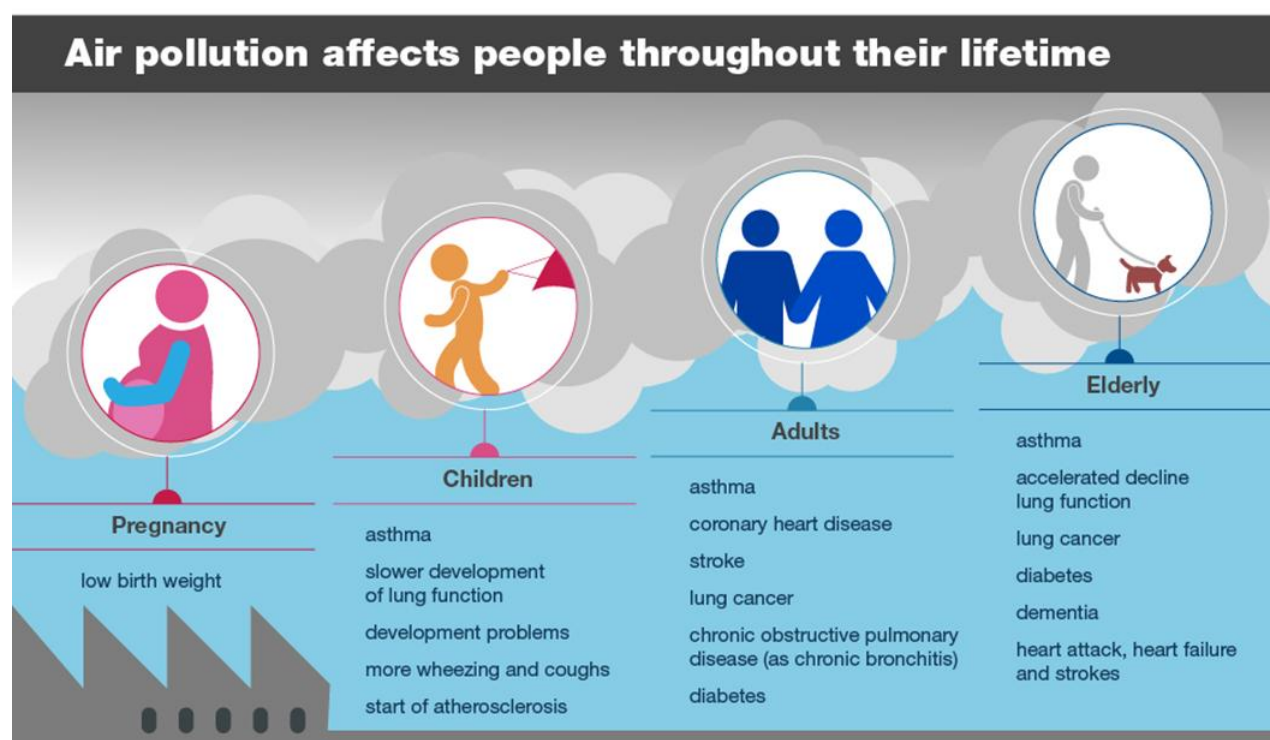 Air pollution affects people throughout their lifetime
Pregnancy
low birth weight
Children
asthma
slower development
of lung function
development problems
more wheezing and coughs
start of atherosclerosis
Adults
asthma
coronary heart disease
stroke
lung cancer
chronic obstructive pulmonary
disease (as chronic bronchitis)
diabetes
Elderly
asthma
accelerated decline
lung function
lung cancer
diabetes
dementia
heart attack, heart failure
and strokes